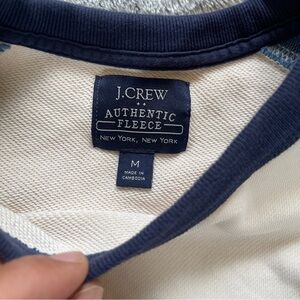 J.CREW
AUTHENTIC
FLEECE
NEW YORK, NEW YORK
M
MADE IN
CAMBODIA